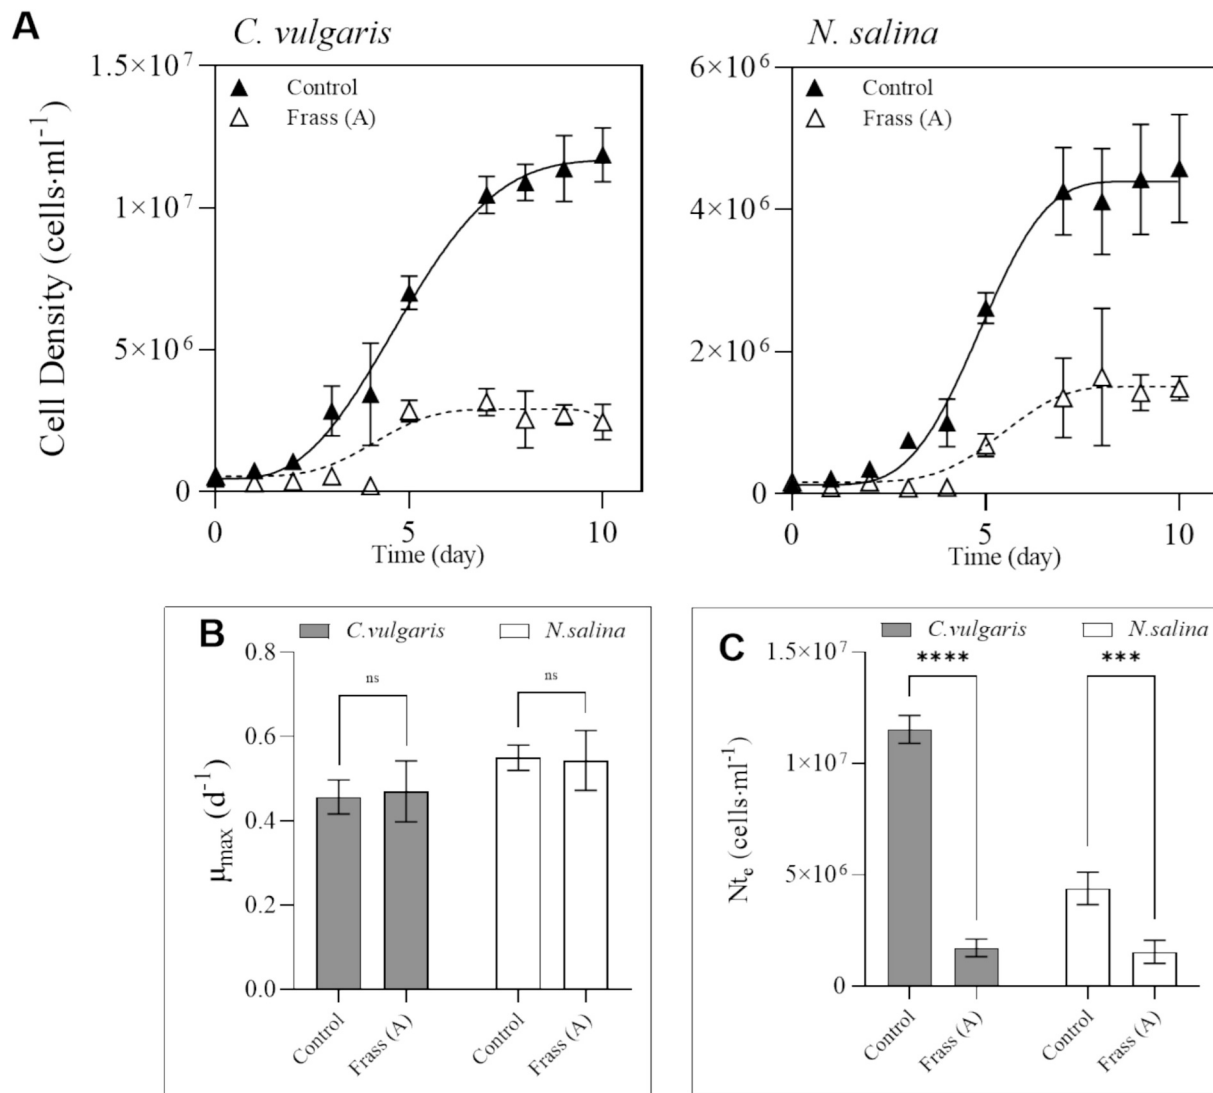 A
C. vulgaris
N. salina
Cell Density (cells·ml⁻¹)
1.5×10⁷
1×10⁷
5×10⁶
0
Control
Frass (A)
0
5
10
Time (day)
6×10⁶
4×10⁶
2×10⁶
0
Control
Frass (A)
0
5
10
Time (day)
B
C.vulgaris
N.salina
μmax (d⁻¹)
0.8
0.6
0.4
0.2
0.0
ns
ns
Control
Frass (A)
Control
Frass (A)
C
C.vulgaris
N.salina
Ntₑ (cells·ml⁻¹)
1.5×10⁷
1×10⁷
5×10⁶
0
****
***
Control
Frass (A)
Control
Frass (A)